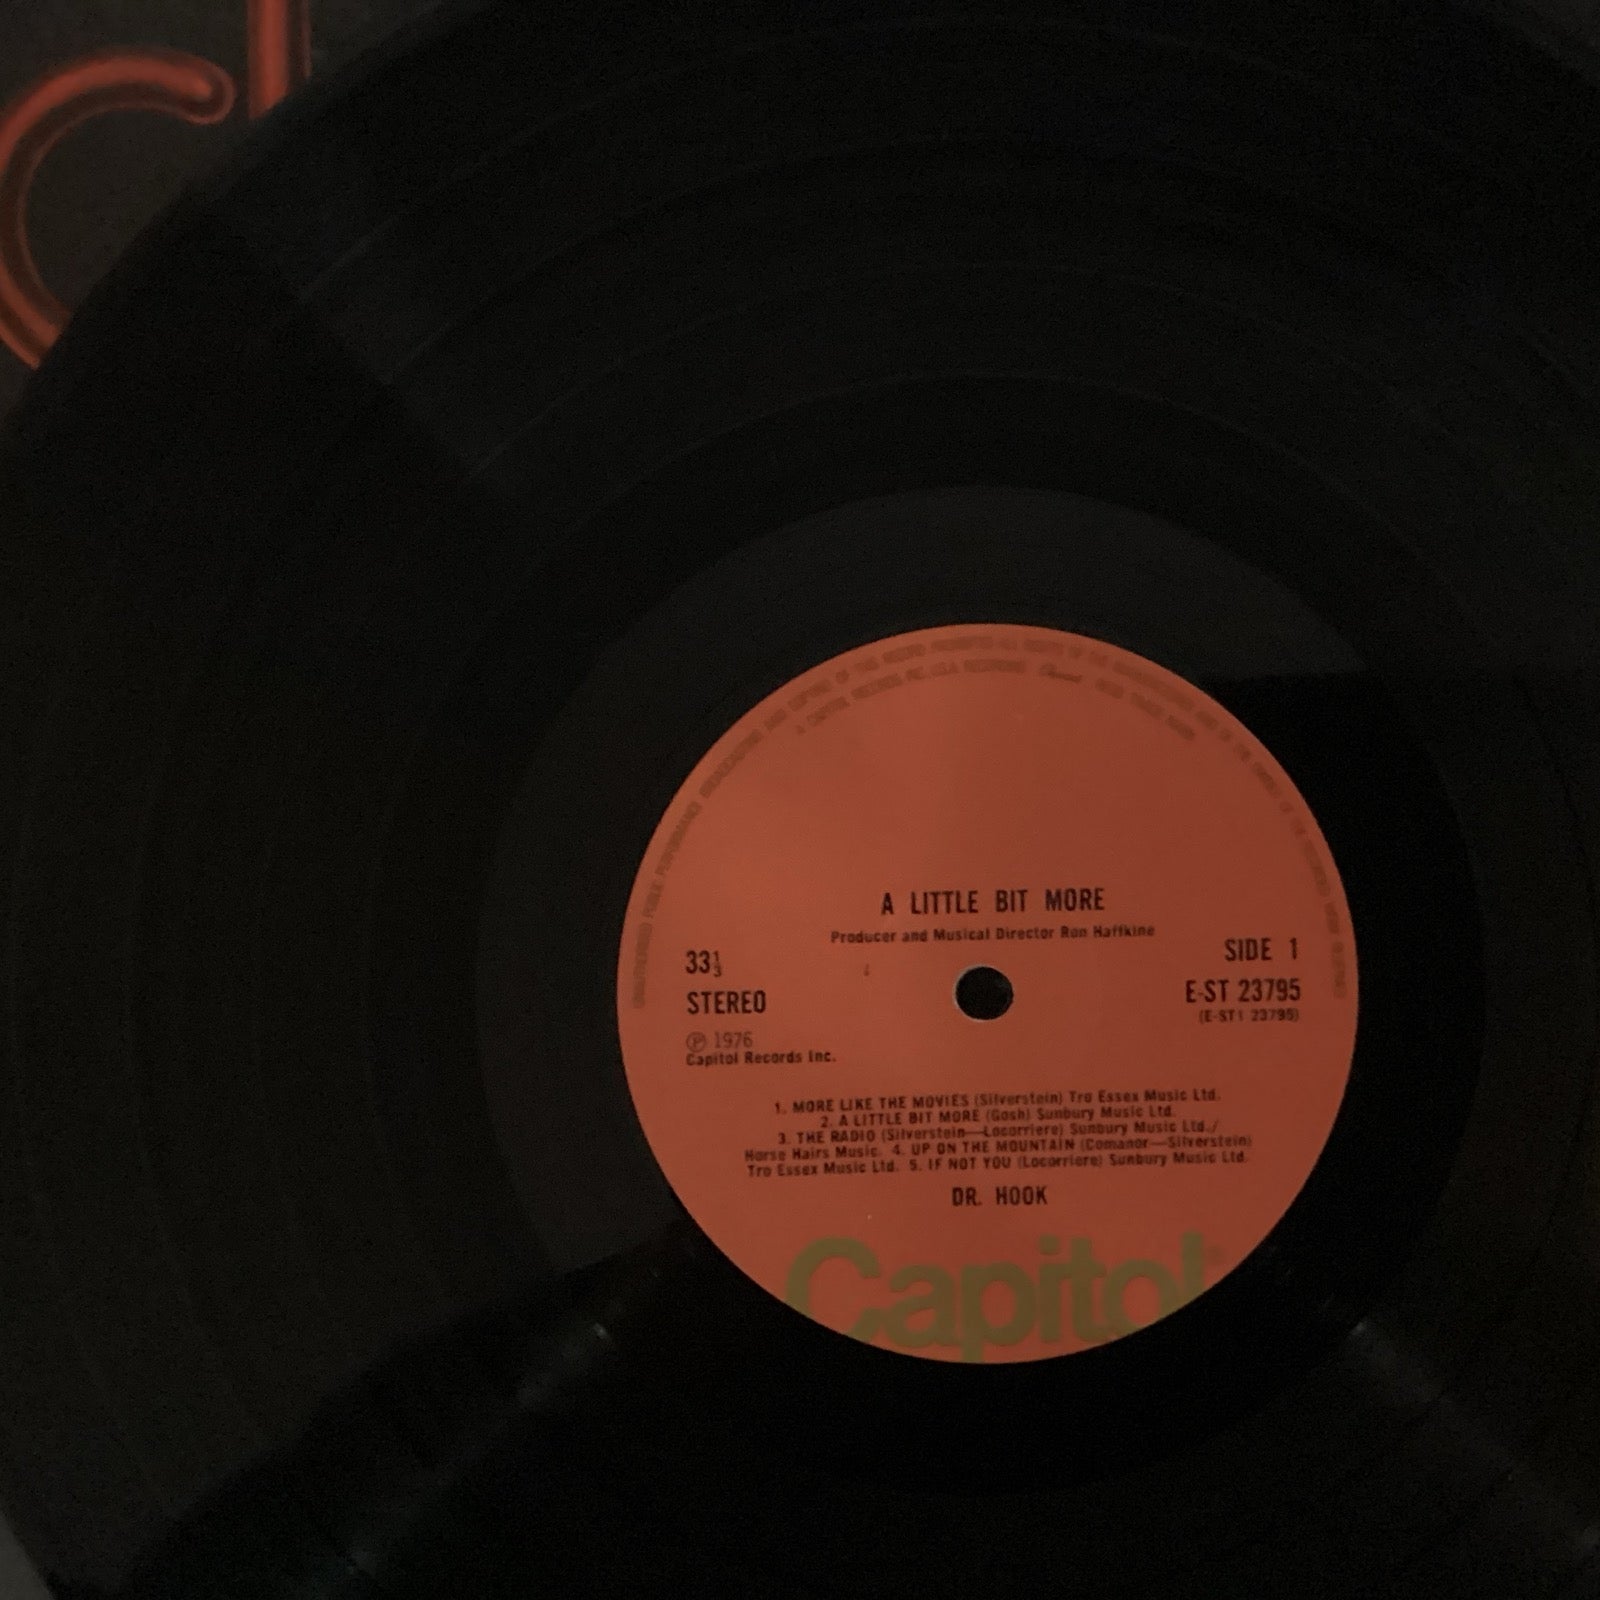 A LITTLE BIT MORE
Producer and Musical Director Ron Haffkine
33⅓
STEREO
℗ 1976
Capitol Records Inc.
SIDE 1
E-ST 23795
(E-ST1 23795)
1. MORE LIKE THE MOVIES (Silverstein) Tro Essex Music Ltd.
2. A LITTLE BIT MORE (Gosh) Sunbury Music Ltd.
3. THE RADIO (Silverstein—Locorriere) Sunbury Music Ltd./
Horse Hairs Music. 4. UP ON THE MOUNTAIN (Comanor—Silverstein)
Tro Essex Music Ltd. 5. IF NOT YOU (Locorriere) Sunbury Music Ltd.
DR. HOOK
Capitol